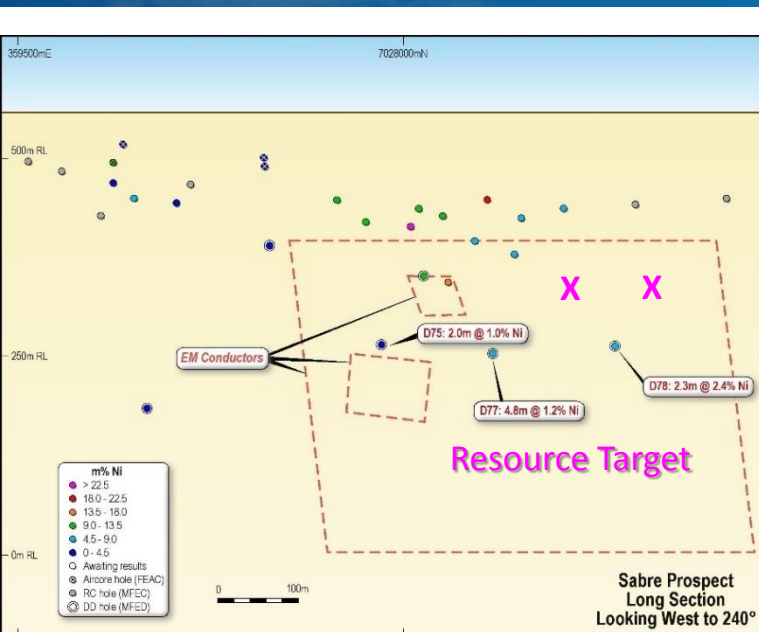 359500mE
7028000mN
500m RL
X X
D75: 2.0m @ 1.0% Ni
EM Conductors
250m RL
D78: 2.3m @ 2.4% Ni
D77: 4.8m @ 1.2% Ni
Resource Target
m% Ni
> 22.5
18.0 - 22.5
13.5 - 18.0
9.0 - 13.5
4.5 - 9.0
0 - 4.5
Awaiting results
Aircore hole (FEAC)
RC hole (MFEC)
DD hole (MFED)
0m RL
0 100m
Sabre Prospect
Long Section
Looking West to 240°